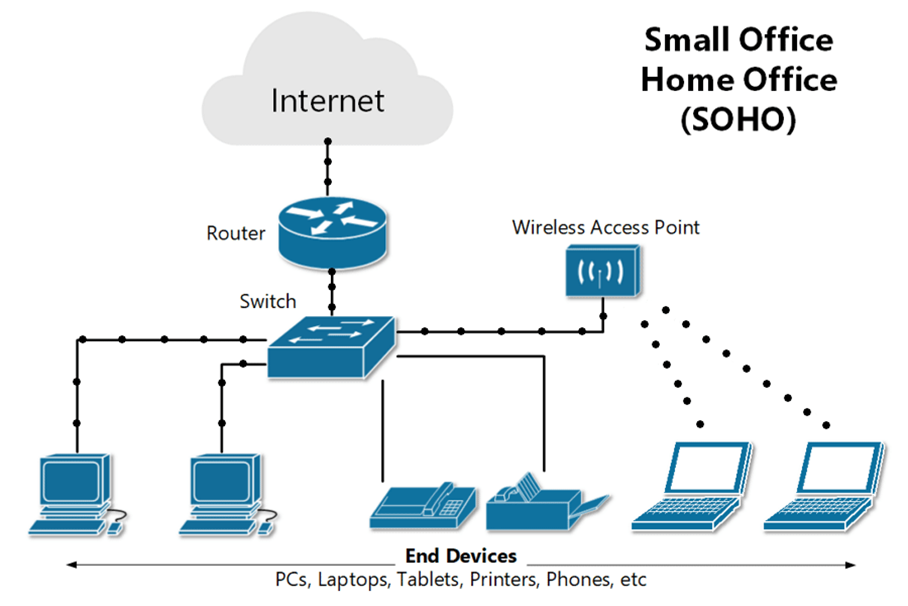 Small Office
Home Office
(SOHO)
Internet
Router
Wireless Access Point
Switch
End Devices
PCs, Laptops, Tablets, Printers, Phones, etc